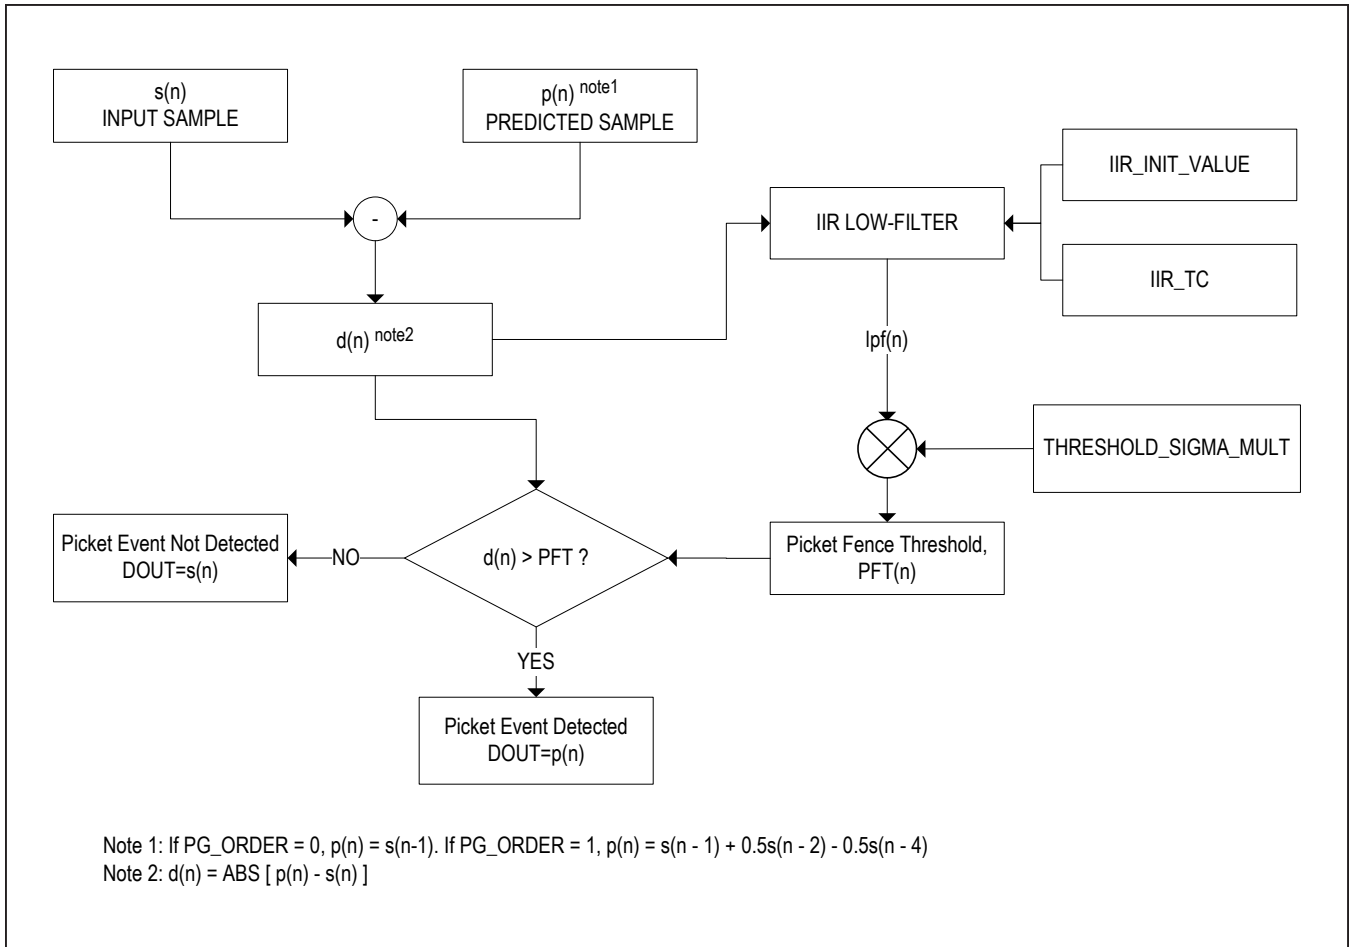 s(n)
INPUT SAMPLE
p(n) note1
PREDICTED SAMPLE
IIR_INIT_VALUE
-
IIR LOW-FILTER
IIR_TC
d(n) note2
lpf(n)
THRESHOLD_SIGMA_MULT
Picket Event Not Detected
DOUT=s(n)
NO
d(n) > PFT ?
Picket Fence Threshold,
PFT(n)
YES
Picket Event Detected
DOUT=p(n)
Note 1: If PG_ORDER = 0, p(n) = s(n-1). If PG_ORDER = 1, p(n) = s(n - 1) + 0.5s(n - 2) - 0.5s(n - 4)
Note 2: d(n) = ABS [ p(n) - s(n) ]